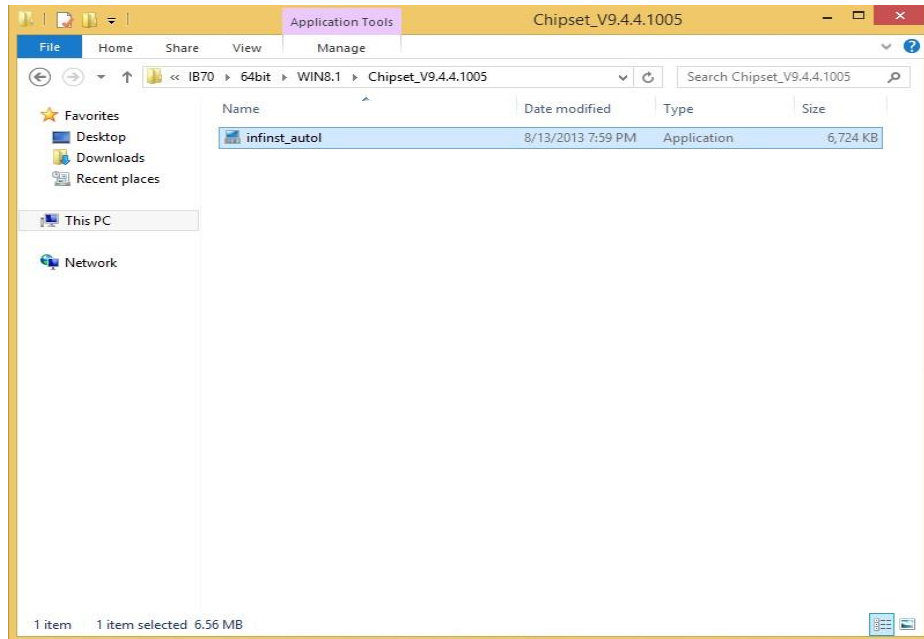 Application Tools Chipset_V9.4.4.1005
File Home Share View Manage
« IB70 WIN8.1 64bit Chipset_V9.4.4.1005 Search Chipset_V9.4.4.1005
Favorites
Desktop
Downloads
Recent places
This PC
Network
Name Date modified Type Size
infinst_autol 8/13/2013 7:59 PM Application 6,724 KB
1 item 1 item selected 6.56 MB